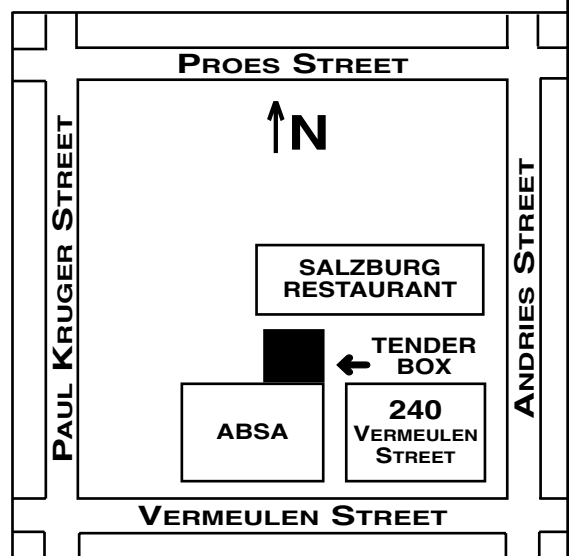 PROES STREET
N
PAUL KRUGER STREET
ANDRIES STREET
SALZBURG
RESTAURANT
TENDER
BOX
ABSA
240
VERMEULEN
STREET
VERMEULEN STREET